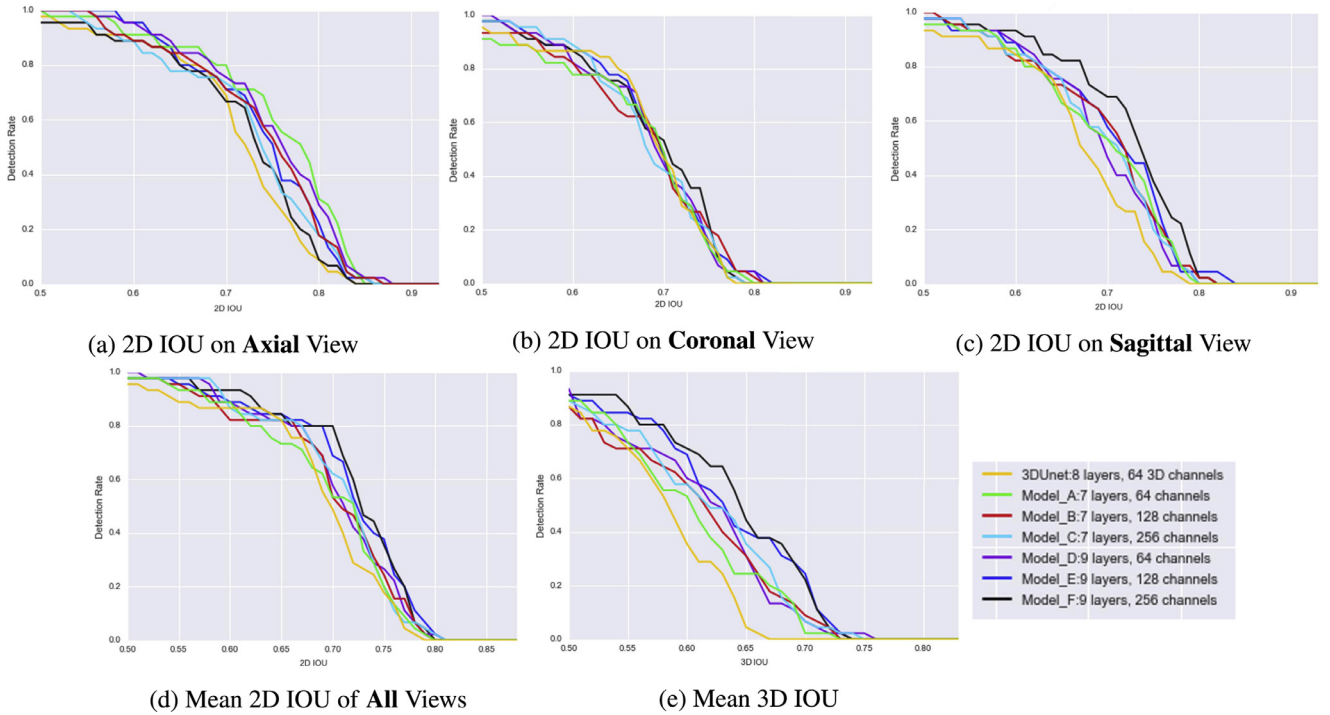 1.0
0.8
0.6
0.4
0.2
0.0
Detection Rate
0.5 0.6 0.7 0.8 0.9
2D IOU
1.0
0.8
0.6
0.4
0.2
0.0
Detection Rate
0.5 0.6 0.7 0.8 0.9
2D IOU
1.0
0.8
0.6
0.4
0.2
0.0
Detection Rate
0.5 0.6 0.7 0.8 0.9
2D IOU
(a) 2D IOU on Axial View
(b) 2D IOU on Coronal View
(c) 2D IOU on Sagittal View
1.0
0.8
0.6
0.4
0.2
0.0
Detection Rate
0.50 0.55 0.60 0.65 0.70 0.75 0.80 0.85
2D IOU
1.0
0.8
0.6
0.4
0.2
0.0
Detection Rate
0.50 0.55 0.60 0.65 0.70 0.75 0.80
3D IOU
3DUnet:8 layers, 64 3D channels
Model_A:7 layers, 64 channels
Model_B:7 layers, 128 channels
Model_C:7 layers, 256 channels
Model_D:9 layers, 64 channels
Model_E:9 layers, 128 channels
Model_F:9 layers, 256 channels
(d) Mean 2D IOU of All Views
(e) Mean 3D IOU